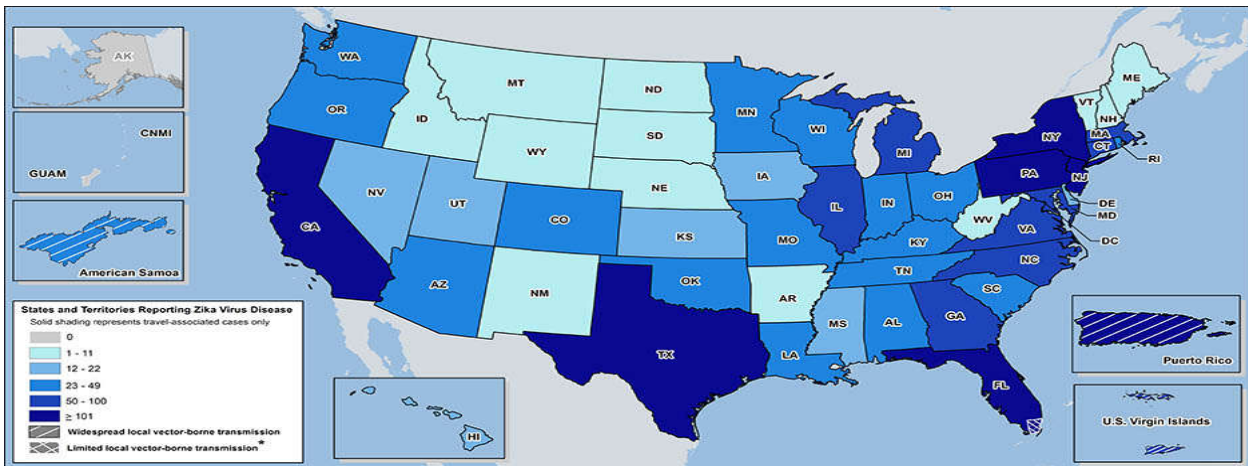 AK
CNMI
GUAM
American Samoa
States and Territories Reporting Zika Virus Disease
Solid shading represents travel-associated cases only
0
1 - 11
12 - 22
23 - 49
50 - 100
≥ 101
Widespread local vector-borne transmission
Limited local vector-borne transmission*
HI
WA
OR
CA
ID
NV
UT
AZ
MT
WY
CO
NM
ND
SD
NE
KS
OK
TX
MN
IA
MO
AR
LA
WI
IL
MI
IN
OH
KY
TN
MS
AL
GA
FL
SC
NC
VA
WV
PA
NY
NJ
VT
NH
ME
MA
CT
RI
DE
MD
DC
Puerto Rico
U.S. Virgin Islands